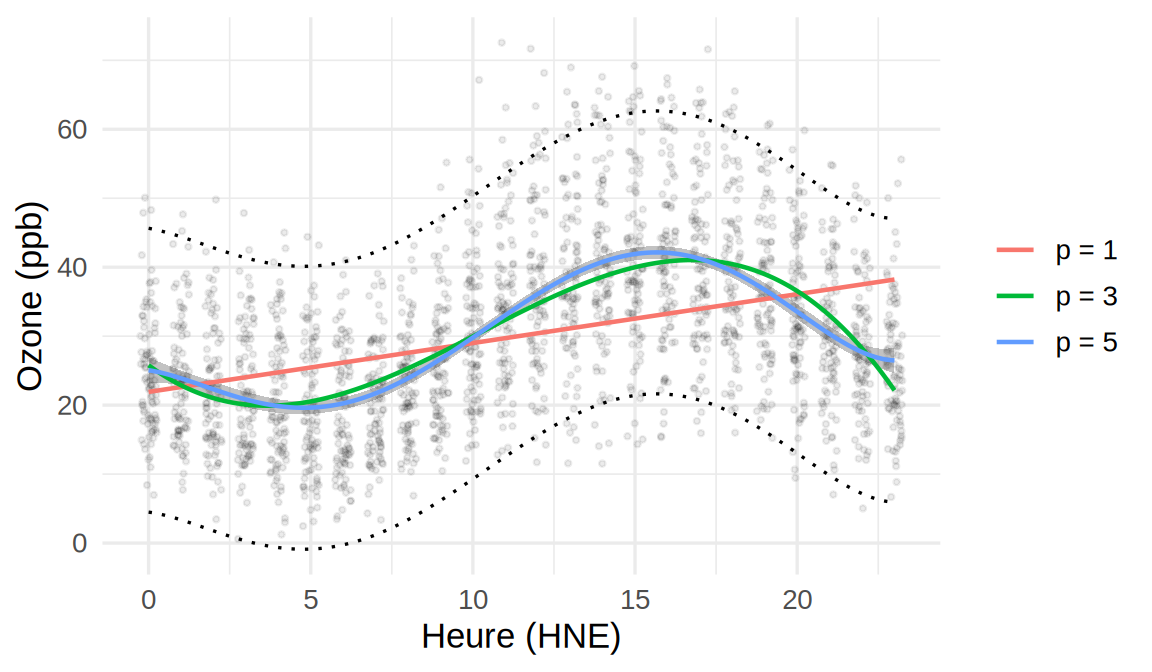 Ozone (ppb)
60
40
20
0
0 5 10 15 20
Heure (HNE)
p = 1
p = 3
p = 5